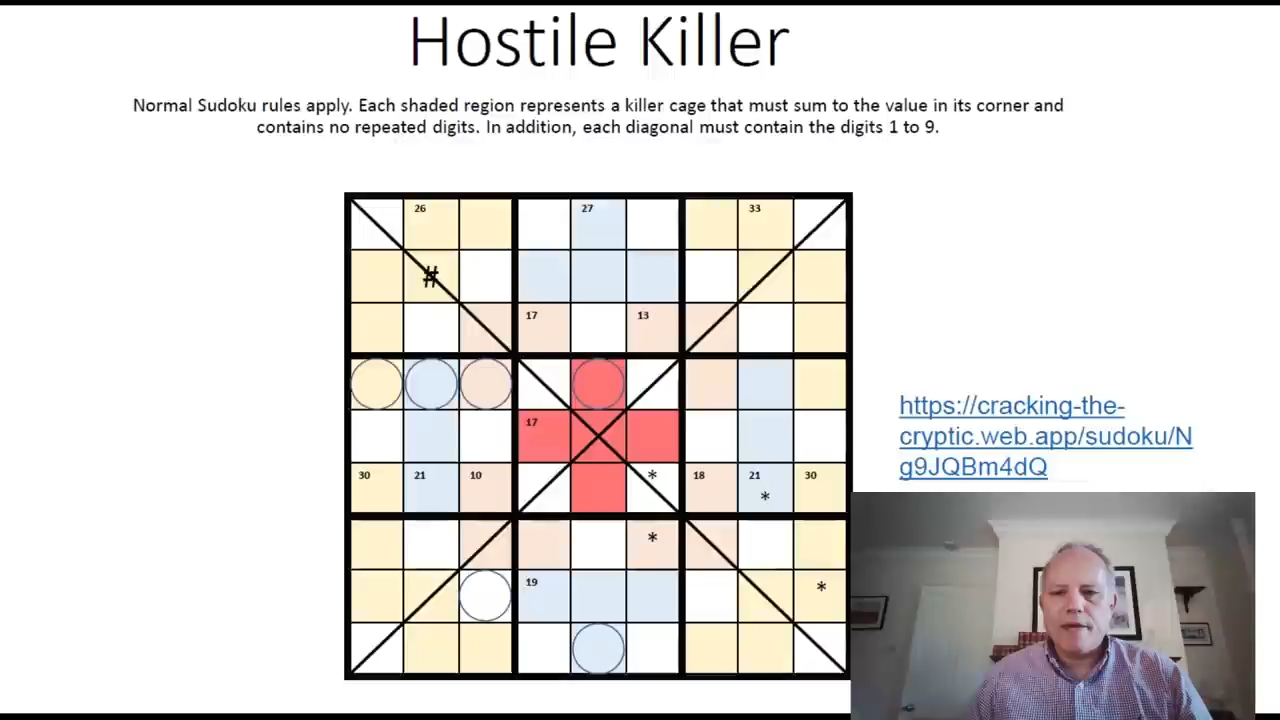 Hostile Killer
Normal Sudoku rules apply. Each shaded region represents a killer cage that must sum to the value in its corner and
contains no repeated digits. In addition, each diagonal must contain the digits 1 to 9.
26 27 33
#
17 13
https://cracking-the-
cryptic.web.app/sudoku/N
g9JQBm4dQ
17
30 21 10 * 18 21 30
*
*
19 *